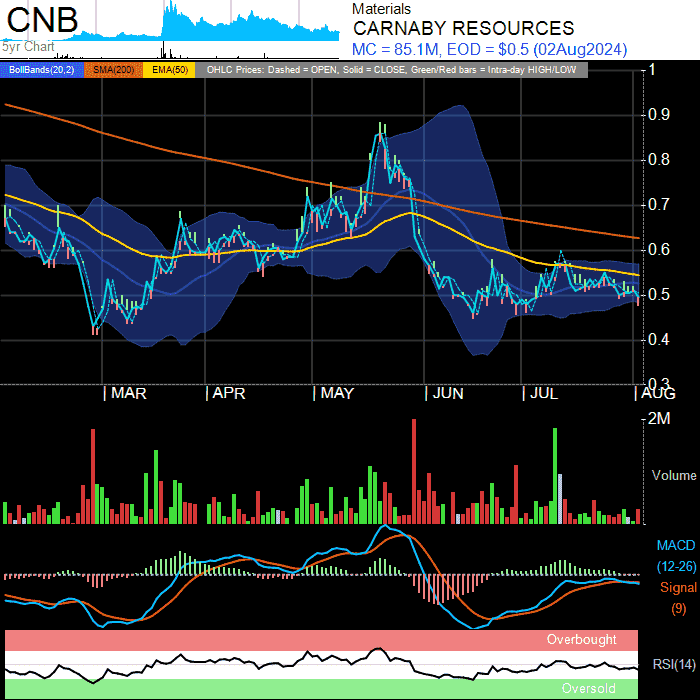 CNB
5yr Chart
Materials
CARNABY RESOURCES
MC = 85.1M, EOD = $0.5 (02Aug2024)
BollBands(20,2) SMA(200) EMA(50) OHLC Prices: Dashed = OPEN, Solid = CLOSE, Green/Red bars = Intra-day HIGH/LOW
1
0.9
0.8
0.7
0.6
0.5
0.4
0.3
MAR APR MAY JUN JUL AUG
2M
Volume
MACD
(12-26)
Signal
(9)
Overbought
RSI(14)
Oversold